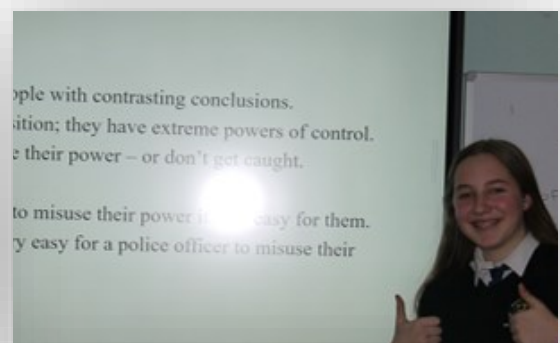 ople with contrasting conclusions.
ition; they have extreme powers of control.
e their power – or don't get caught.
to misuse their power easy for them.
y easy for a police officer to misuse their